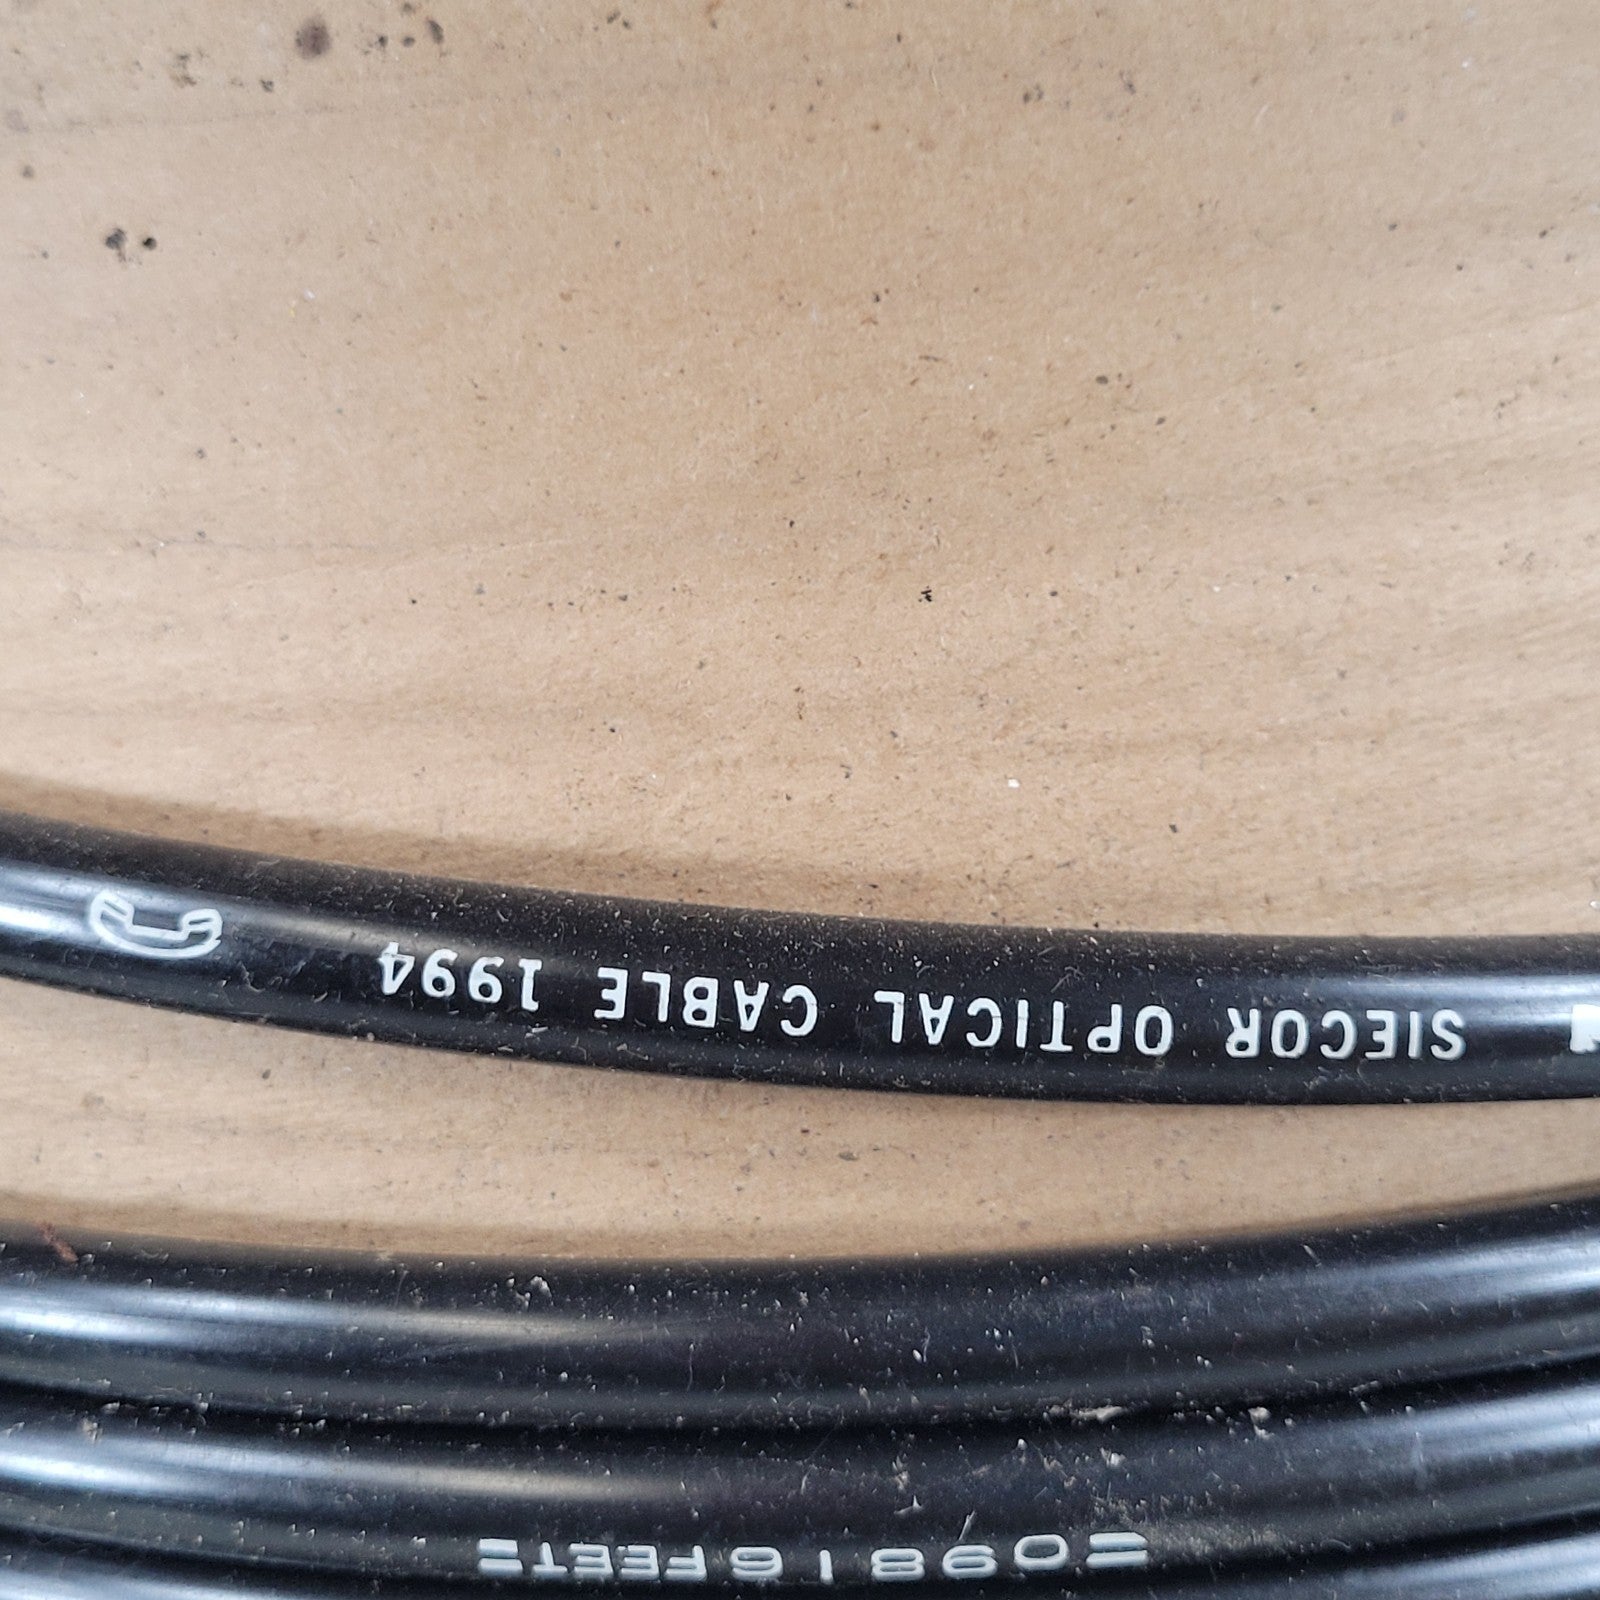 SIECOR OPTICAL CABLE 1994
=09816FEET=